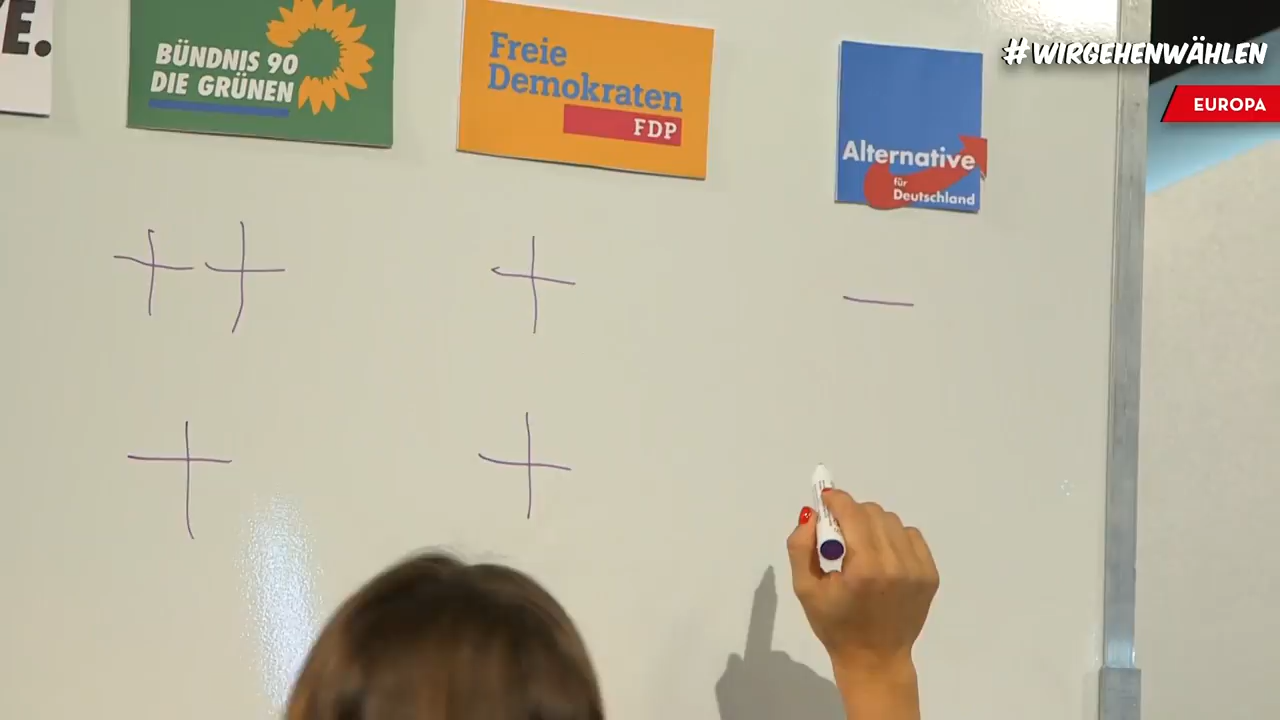 E.
BÜNDNIS 90
DIE GRÜNEN
Freie
Demokraten
FDP
Alternative
für
Deutschland
#WIRGEHENWÄHLEN
EUROPA
++ + −
+ +